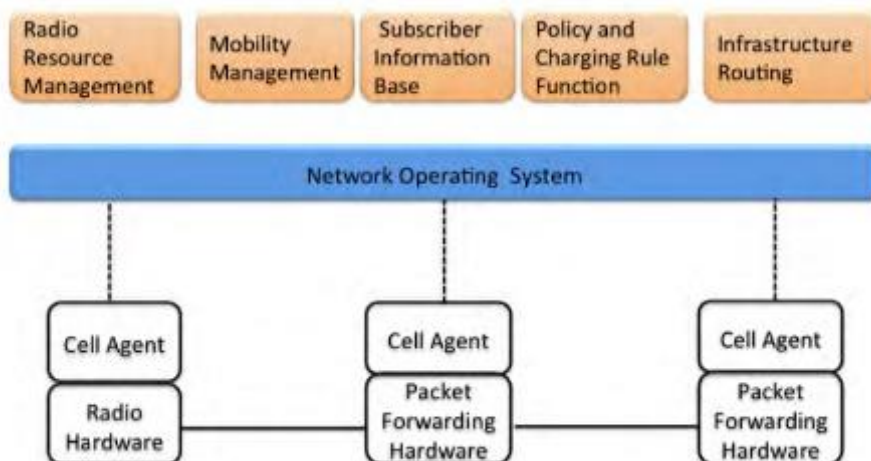 Radio
Resource
Management
Mobility
Management
Subscriber
Information
Base
Policy and
Charging Rule
Function
Infrastructure
Routing
Network Operating System
Cell Agent
Cell Agent
Cell Agent
Radio
Hardware
Packet
Forwarding
Hardware
Packet
Forwarding
Hardware